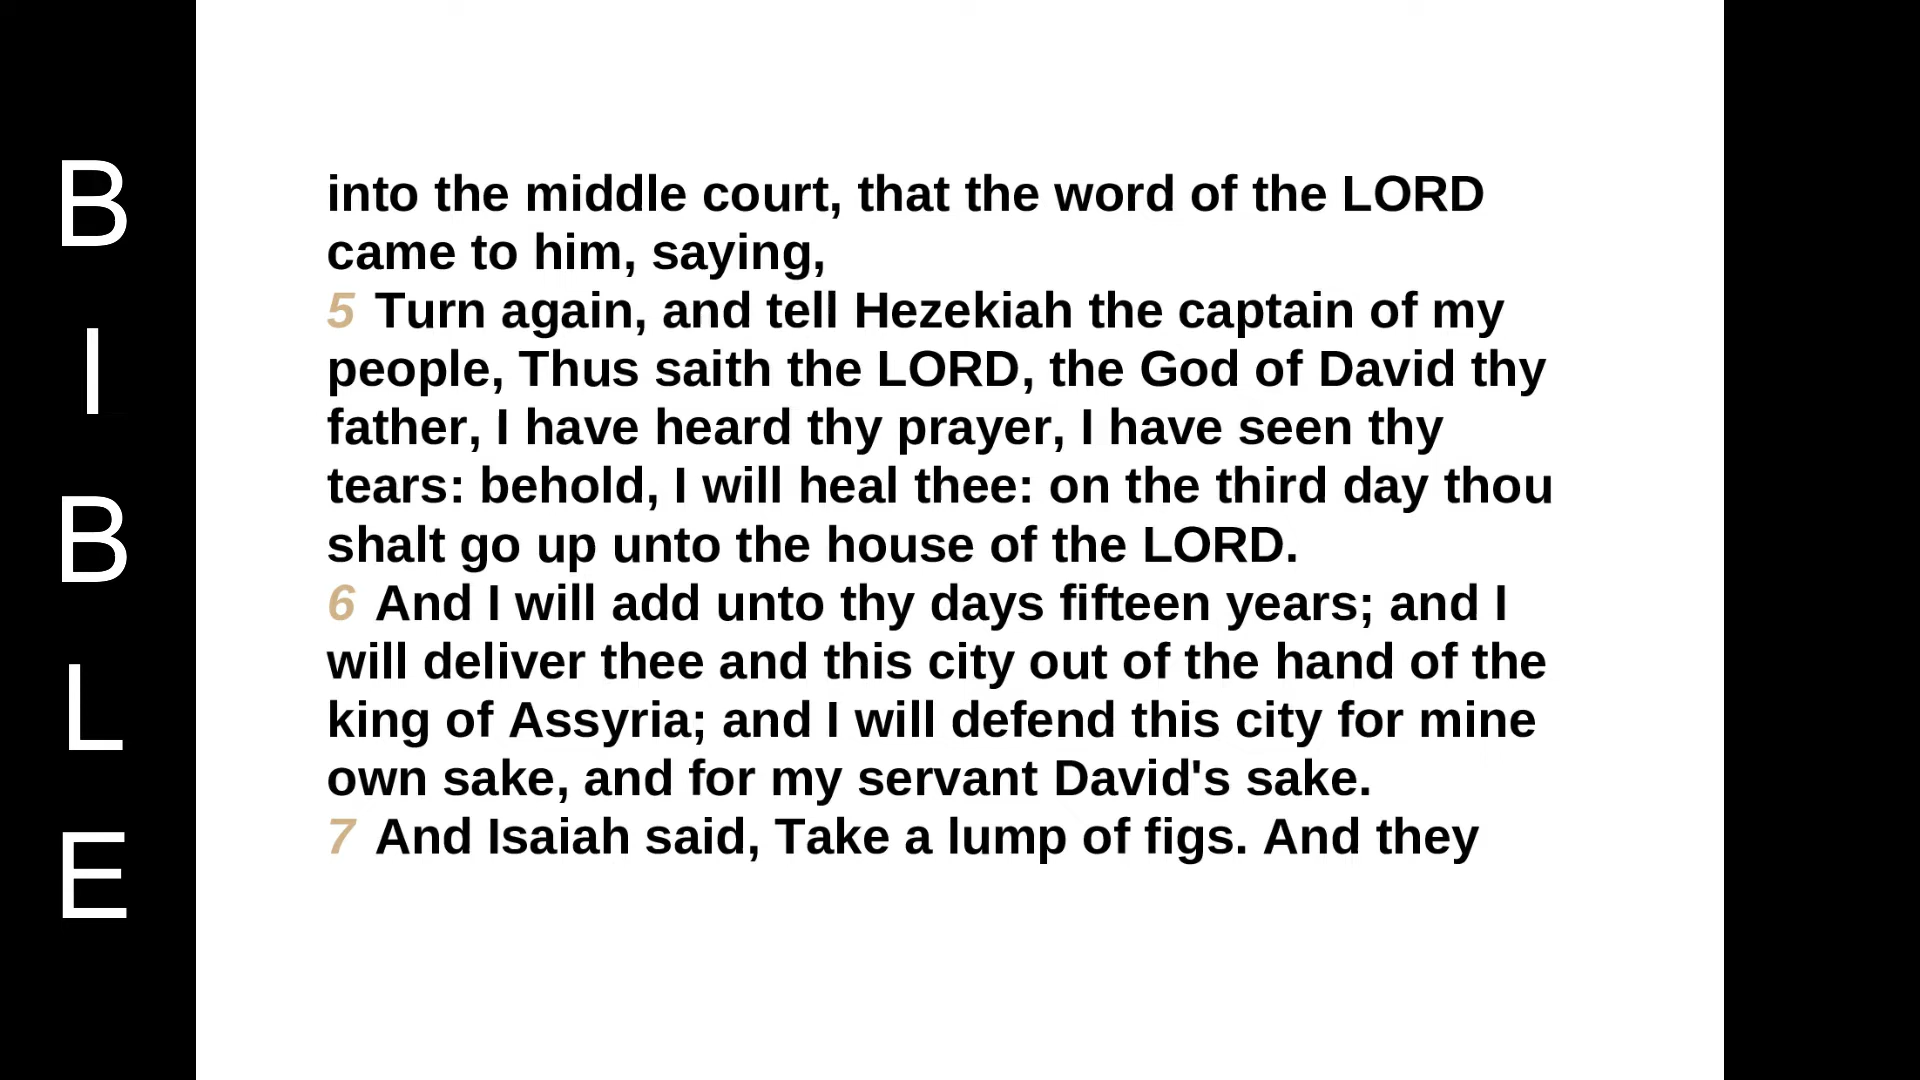 BIBLE
into the middle court, that the word of the LORD
came to him, saying,
5 Turn again, and tell Hezekiah the captain of my
people, Thus saith the LORD, the God of David thy
father, I have heard thy prayer, I have seen thy
tears: behold, I will heal thee: on the third day thou
shalt go up unto the house of the LORD.
6 And I will add unto thy days fifteen years; and I
will deliver thee and this city out of the hand of the
king of Assyria; and I will defend this city for mine
own sake, and for my servant David's sake.
7 And Isaiah said, Take a lump of figs. And they